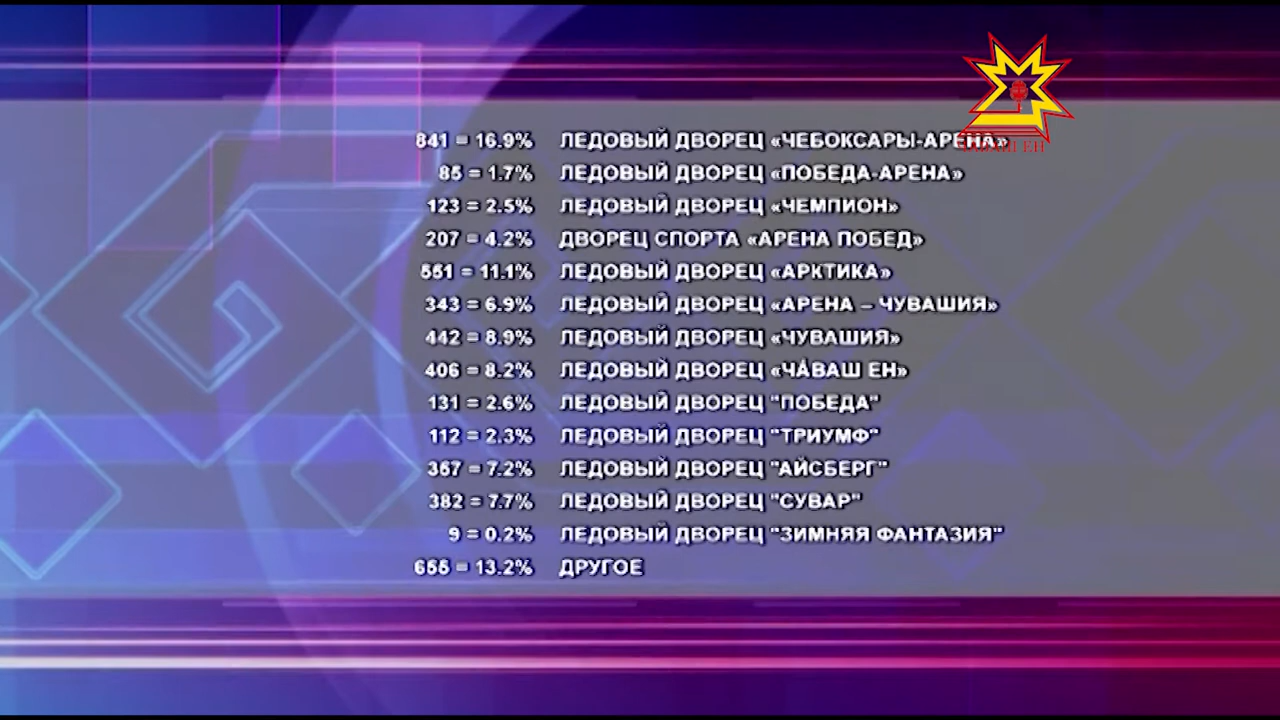 841 = 16.9% ЛЕДОВЫЙ ДВОРЕЦ «ЧЕБОКСАРЫ-АРЕНА»
ЧĂВАШ ЕН
85 = 1.7% ЛЕДОВЫЙ ДВОРЕЦ «ПОБЕДА-АРЕНА»
123 = 2.5% ЛЕДОВЫЙ ДВОРЕЦ «ЧЕМПИОН»
207 = 4.2% ДВОРЕЦ СПОРТА «АРЕНА ПОБЕД»
551 = 11.1% ЛЕДОВЫЙ ДВОРЕЦ «АРКТИКА»
343 = 6.9% ЛЕДОВЫЙ ДВОРЕЦ «АРЕНА – ЧУВАШИЯ»
442 = 8.9% ЛЕДОВЫЙ ДВОРЕЦ «ЧУВАШИЯ»
406 = 8.2% ЛЕДОВЫЙ ДВОРЕЦ «ЧА́ВАШ ЕН»
131 = 2.6% ЛЕДОВЫЙ ДВОРЕЦ "ПОБЕДА"
112 = 2.3% ЛЕДОВЫЙ ДВОРЕЦ "ТРИУМФ"
357 = 7.2% ЛЕДОВЫЙ ДВОРЕЦ "АЙСБЕРГ"
382 = 7.7% ЛЕДОВЫЙ ДВОРЕЦ "СУВАР"
9 = 0.2% ЛЕДОВЫЙ ДВОРЕЦ "ЗИМНЯЯ ФАНТАЗИЯ"
655 = 13.2% ДРУГОЕ